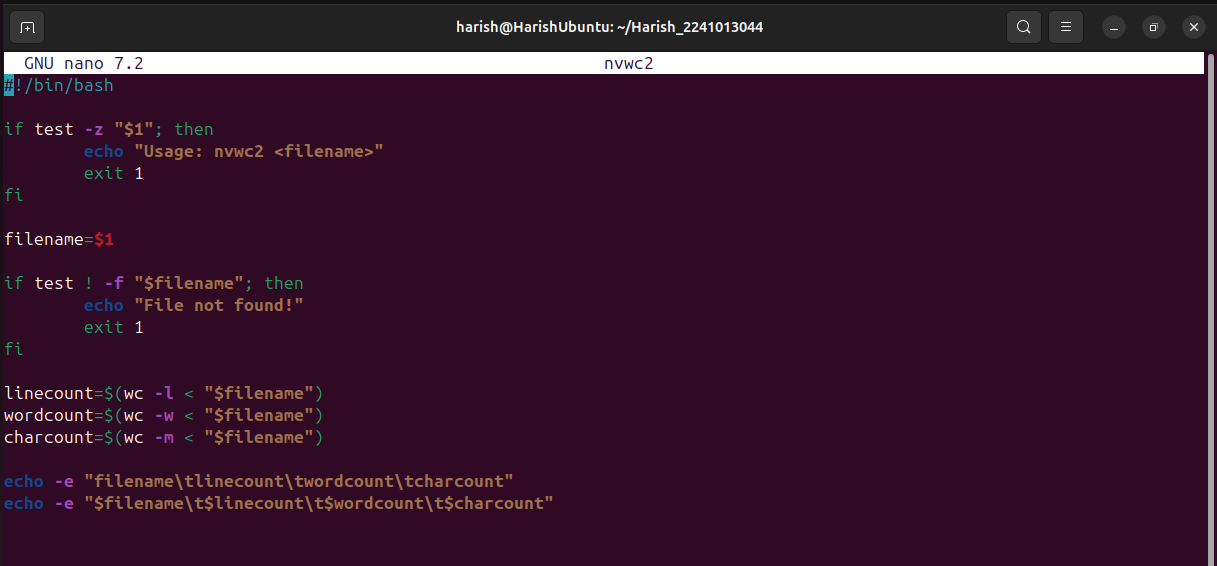 harish@HarishUbuntu: ~/Harish_2241013044
GNU nano 7.2 nvwc2
#!/bin/bash
if test -z "$1"; then
echo "Usage: nvwc2 <filename>"
exit 1
fi
filename=$1
if test ! -f "$filename"; then
echo "File not found!"
exit 1
fi
linecount=$(wc -l < "$filename")
wordcount=$(wc -w < "$filename")
charcount=$(wc -m < "$filename")
echo -e "filename\tlinecount\twordcount\tcharcount"
echo -e "$filename\t$linecount\t$wordcount\t$charcount"